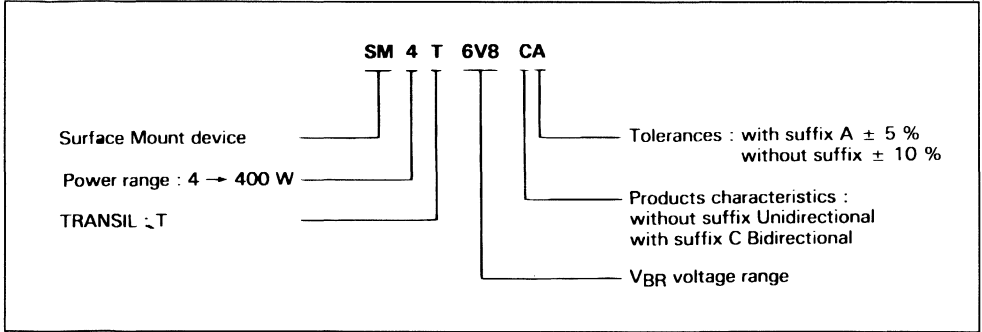 SM 4 T 6V8 CA
Surface Mount device
Power range : 4 → 400 W
TRANSIL : T
Tolerances : with suffix A ± 5 %
without suffix ± 10 %
Products characteristics :
without suffix Unidirectional
with suffix C Bidirectional
VBR voltage range